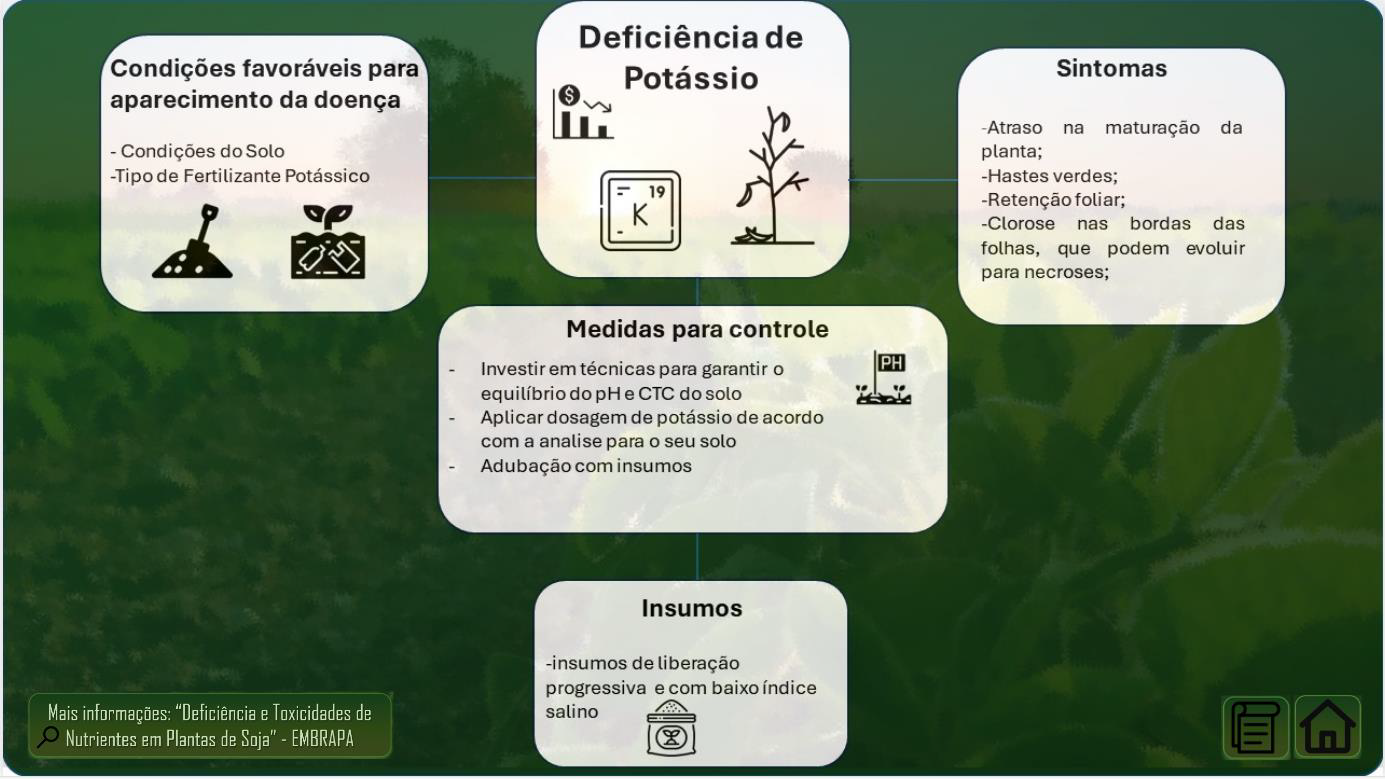 Deficiência de
Potássio
$
19
K
Condições favoráveis para
aparecimento da doença
- Condições do Solo
-Tipo de Fertilizante Potássico
Sintomas
-Atraso na maturação da
planta;
-Hastes verdes;
-Retenção foliar;
-Clorose nas bordas das
folhas, que podem evoluir
para necroses;
Medidas para controle
- Investir em técnicas para garantir o
equilíbrio do pH e CTC do solo
- Aplicar dosagem de potássio de acordo
com a analise para o seu solo
- Adubação com insumos
PH
Insumos
-insumos de liberação
progressiva e com baixo índice
salino
Mais informações: “Deficiência e Toxicidades de
Nutrientes em Plantas de Soja” - EMBRAPA